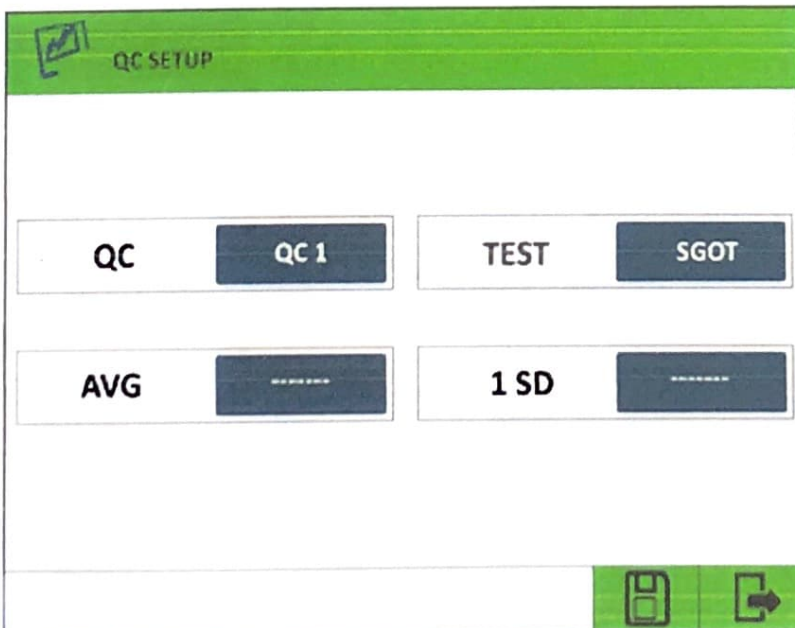 QC SETUP
QC QC 1 TEST SGOT
AVG ------- 1 SD -------